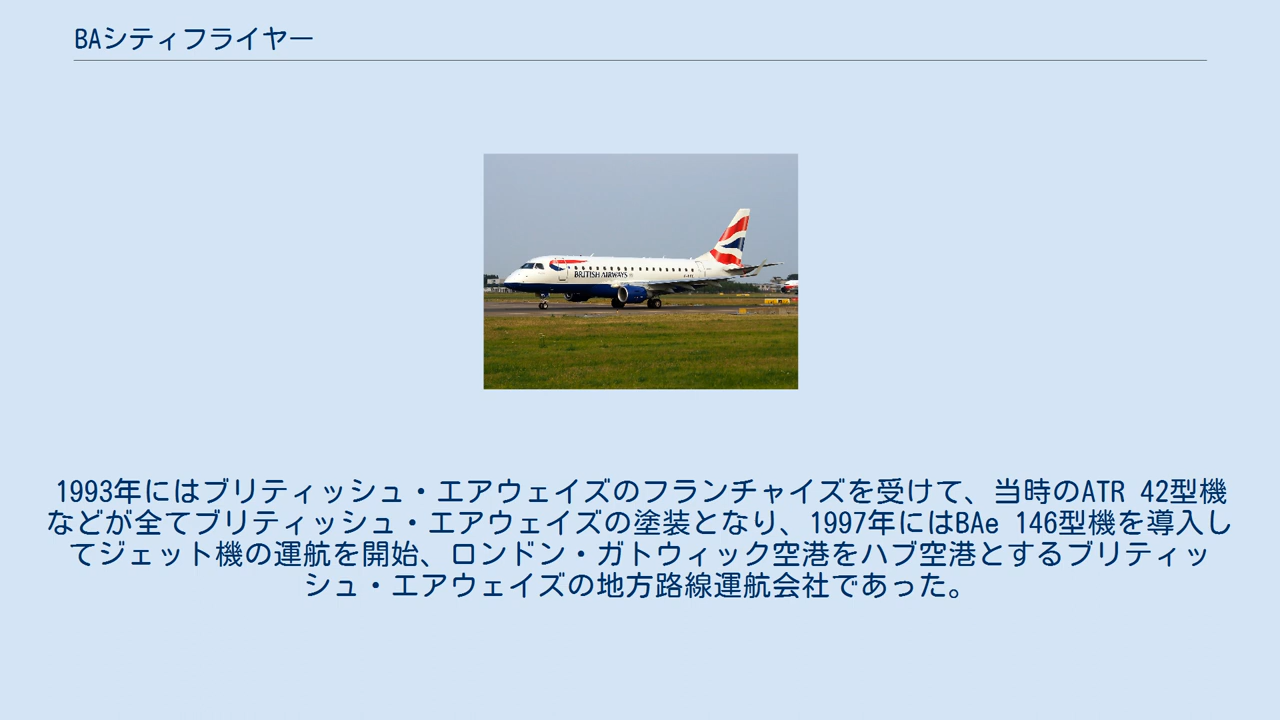 BAシティフライヤー
BRITISH AIRWAYS
1993年にはブリティッシュ・エアウェイズのフランチャイズを受けて、当時のATR 42型機
などが全てブリティッシュ・エアウェイズの塗装となり、1997年にはBAe 146型機を導入し
てジェット機の運航を開始、ロンドン・ガトウィック空港をハブ空港とするブリティッ
シュ・エアウェイズの地方路線運航会社であった。